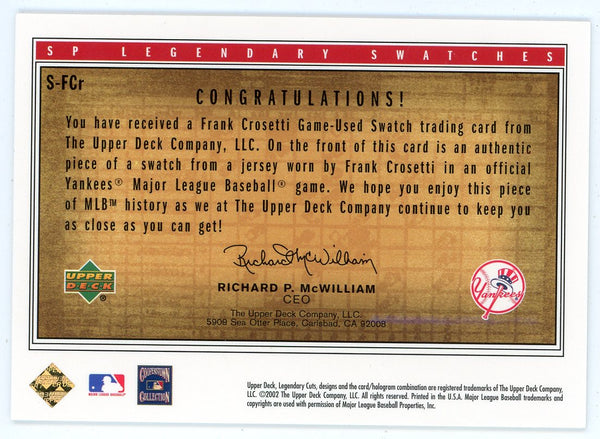 SP LEGENDARY SWATCHES
S-FCr
CONGRATULATIONS!
You have received a Frank Crosetti Game-Used Swatch trading card from
The Upper Deck Company, LLC. On the front of this card is an authentic
piece of a swatch from a jersey worn by Frank Crosetti in an official
Yankees® Major League Baseball® game. We hope you enjoy this piece
of MLB™ history as we at The Upper Deck Company continue to keep you
as close as you can get!
Richard P. McWilliam
UPPER DECK®
RICHARD P. McWILLIAM
CEO
Yankees
The Upper Deck Company, LLC.
5909 Sea Otter Place, Carlsbad, CA 92008
MAJOR LEAGUE BASEBALL
COOPERSTOWN
COLLECTION
Upper Deck, Legendary Cuts, designs and the card/hologram combination are registered trademarks of The Upper Deck Company,
LLC. ©2002 The Upper Deck Company, LLC. All rights reserved. Printed in the U.S.A. Major League Baseball trademarks and
copyrights are used with permission of Major League Baseball Properties, Inc.